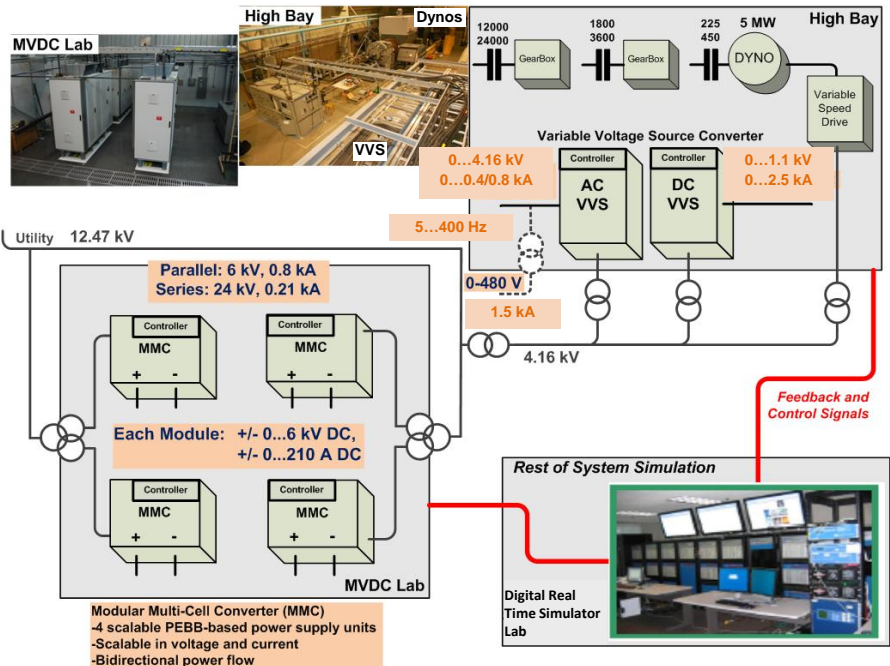 MVDC Lab
High Bay
Dynos
VVS
12000
24000
GearBox
1800
3600
GearBox
225
450
5 MW
DYNO
High Bay
Variable
Speed
Drive
Variable Voltage Source Converter
0...4.16 kV
0...0.4/0.8 kA
Controller
AC
VVS
Controller
DC
VVS
0...1.1 kV
0...2.5 kA
5...400 Hz
0-480 V
1.5 kA
Utility 12.47 kV
4.16 kV
Parallel: 6 kV, 0.8 kA
Series: 24 kV, 0.21 kA
Controller
MMC
+ -
Controller
MMC
+ -
Each Module: +/- 0...6 kV DC,
+/- 0...210 A DC
Controller
MMC
+ -
Controller
MMC
+ -
MVDC Lab
Modular Multi-Cell Converter (MMC)
-4 scalable PEBB-based power supply units
-Scalable in voltage and current
-Bidirectional power flow
Feedback and
Control Signals
Rest of System Simulation
Digital Real
Time Simulator
Lab